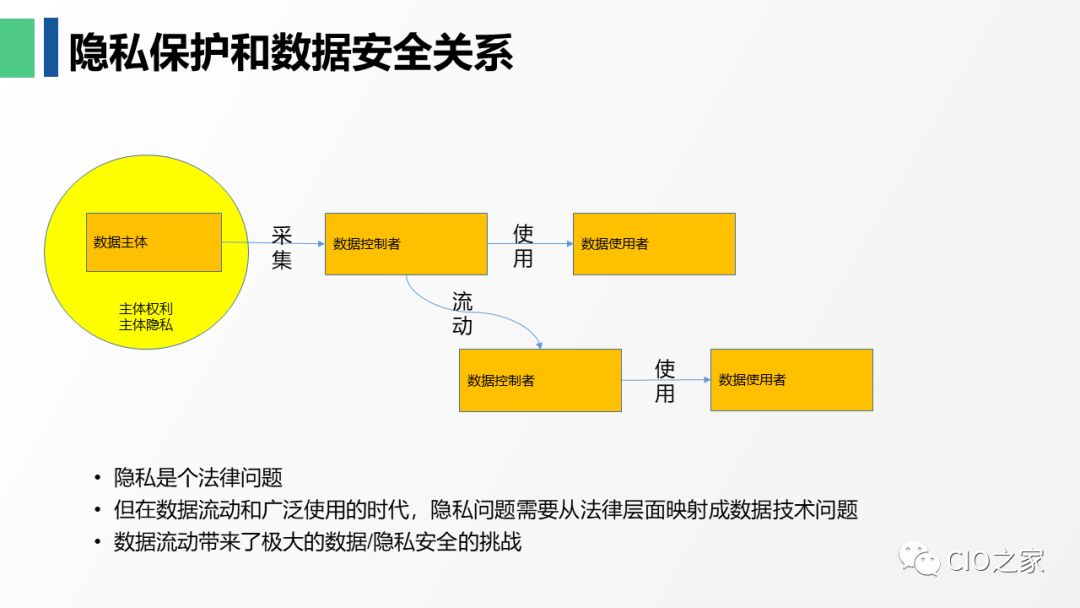 隐私保护和数据安全关系
数据主体
主体权利
主体隐私
采
集
数据控制者
使
用
数据使用者
流
动
数据控制者
使
用
数据使用者
• 隐私是个法律问题
• 但在数据流动和广泛使用的时代，隐私问题需要从法律层面映射成数据技术问题
• 数据流动带来了极大的数据/隐私安全的挑战
CIO之家